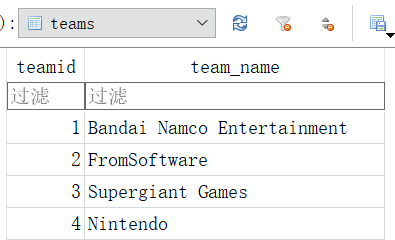 ): teams
teamid team_name
过滤 过滤
1 Bandai Namco Entertainment
2 FromSoftware
3 Supergiant Games
4 Nintendo